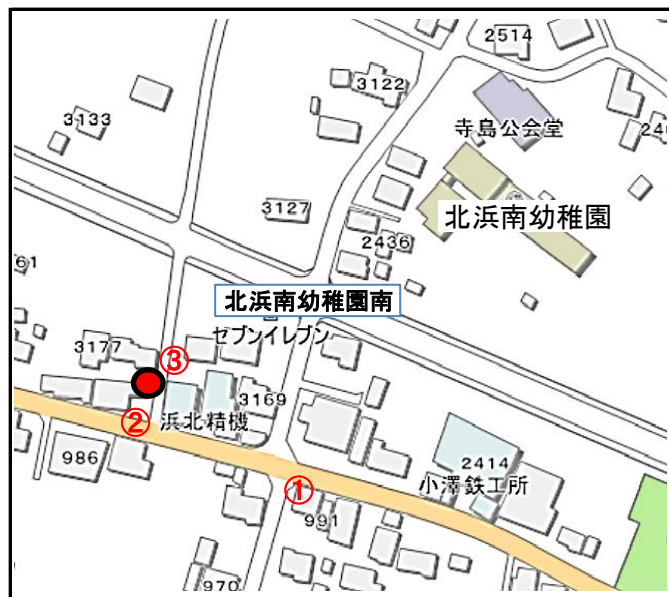 2514
3122
3133
寺島公会堂
北浜南幼稚園
3127
2436
61
北浜南幼稚園南
セブンイレブン
3177
③
3169
②
浜北精機
986
2414
小澤鉄工所
①
991
970